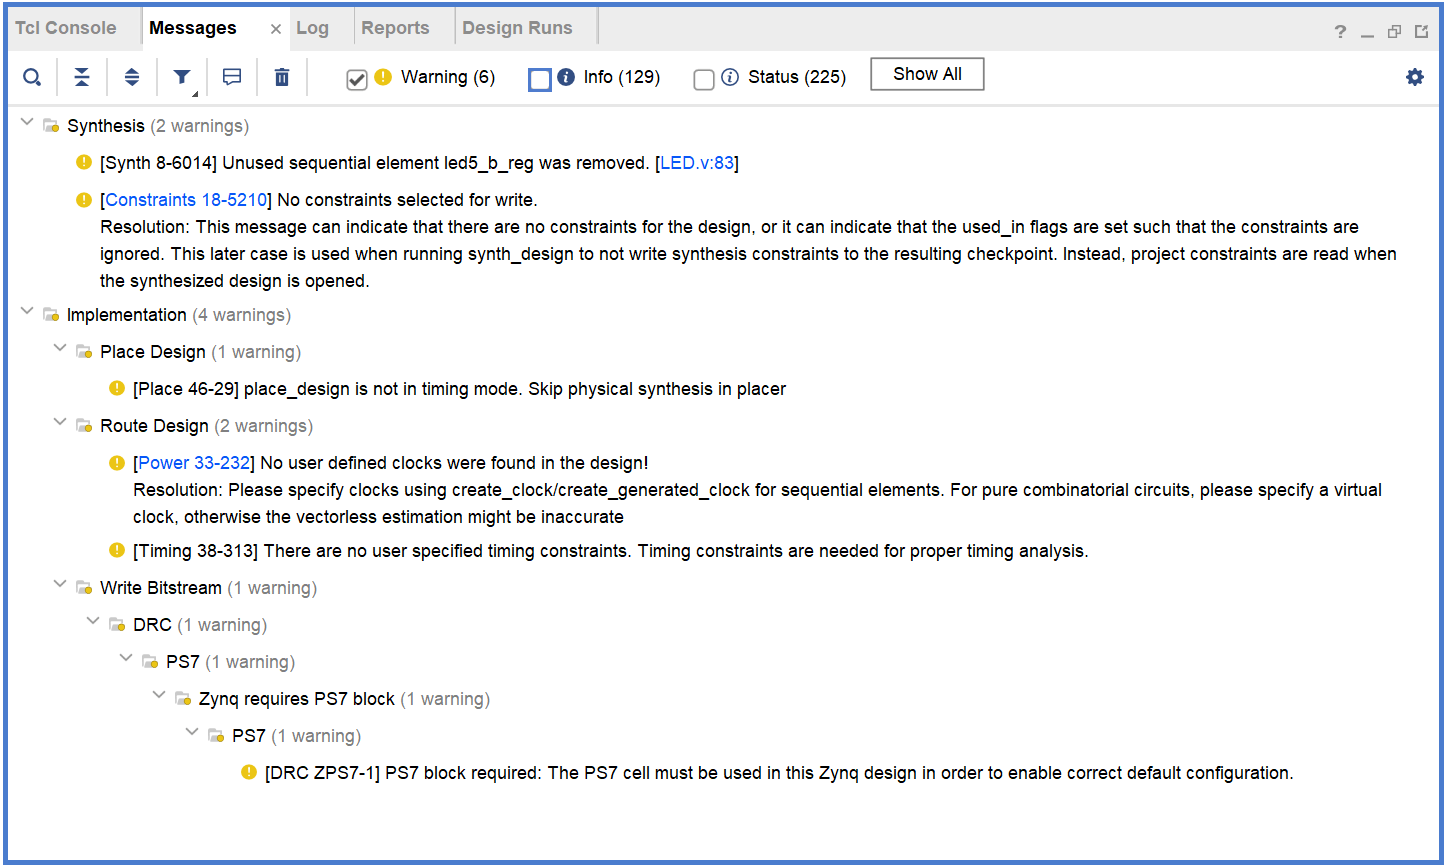 Tcl Console Messages × Log Reports Design Runs ?
Warning (6) Info (129) Status (225) Show All
Synthesis (2 warnings)
[Synth 8-6014] Unused sequential element led5_b_reg was removed. [LED.v:83]
[Constraints 18-5210] No constraints selected for write.
Resolution: This message can indicate that there are no constraints for the design, or it can indicate that the used_in flags are set such that the constraints are
ignored. This later case is used when running synth_design to not write synthesis constraints to the resulting checkpoint. Instead, project constraints are read when
the synthesized design is opened.
Implementation (4 warnings)
Place Design (1 warning)
[Place 46-29] place_design is not in timing mode. Skip physical synthesis in placer
Route Design (2 warnings)
[Power 33-232] No user defined clocks were found in the design!
Resolution: Please specify clocks using create_clock/create_generated_clock for sequential elements. For pure combinatorial circuits, please specify a virtual
clock, otherwise the vectorless estimation might be inaccurate
[Timing 38-313] There are no user specified timing constraints. Timing constraints are needed for proper timing analysis.
Write Bitstream (1 warning)
DRC (1 warning)
PS7 (1 warning)
Zynq requires PS7 block (1 warning)
PS7 (1 warning)
[DRC ZPS7-1] PS7 block required: The PS7 cell must be used in this Zynq design in order to enable correct default configuration.